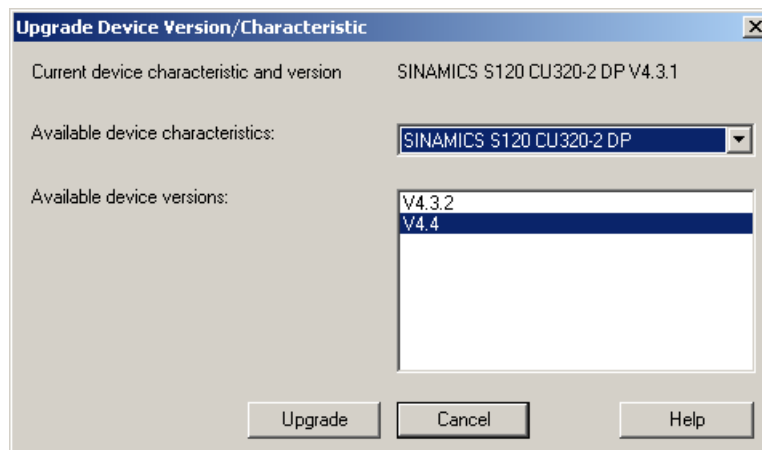 Upgrade Device Version/Characteristic
Current device characteristic and version SINAMICS S120 CU320-2 DP V4.3.1
Available device characteristics: SINAMICS S120 CU320-2 DP
Available device versions: V4.3.2
V4.4
Upgrade Cancel Help